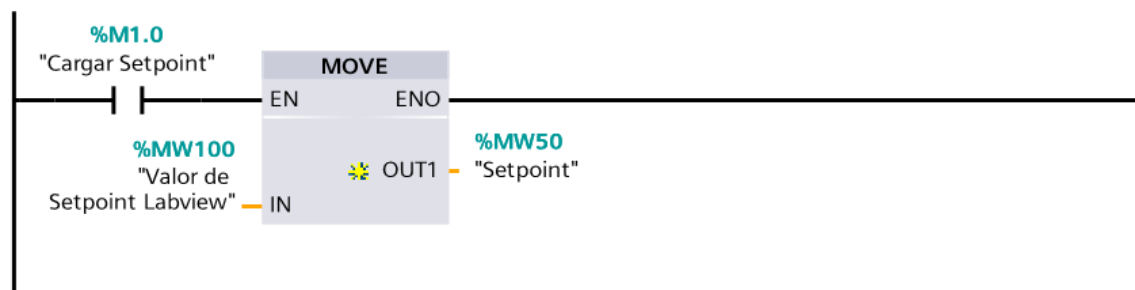 %M1.0
"Cargar Setpoint"
MOVE
EN ENO
%MW100
"Valor de
Setpoint Labview"
IN
OUT1
%MW50
"Setpoint"